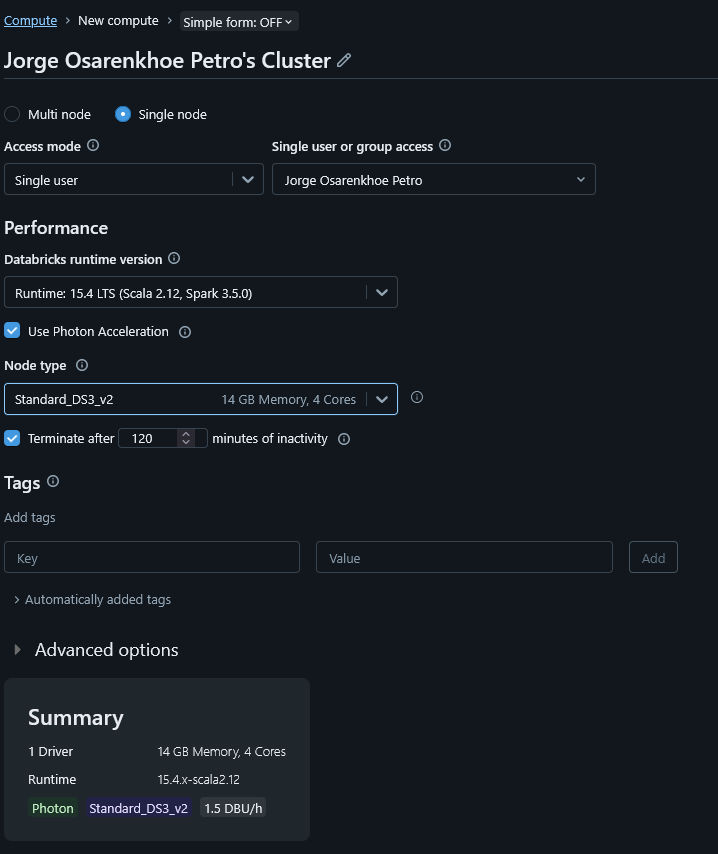 Compute > New compute > Simple form: OFF
Jorge Osarenkhoe Petro's Cluster
Multi node Single node
Access mode Single user or group access
Single user Jorge Osarenkhoe Petro
Performance
Databricks runtime version
Runtime: 15.4 LTS (Scala 2.12, Spark 3.5.0)
Use Photon Acceleration
Node type
Standard_DS3_v2 14 GB Memory, 4 Cores
Terminate after 120 minutes of inactivity
Tags
Add tags
Key Value Add
> Automatically added tags
Advanced options
Summary
1 Driver 14 GB Memory, 4 Cores
Runtime 15.4.x-scala2.12
Photon Standard_DS3_v2 1.5 DBU/h